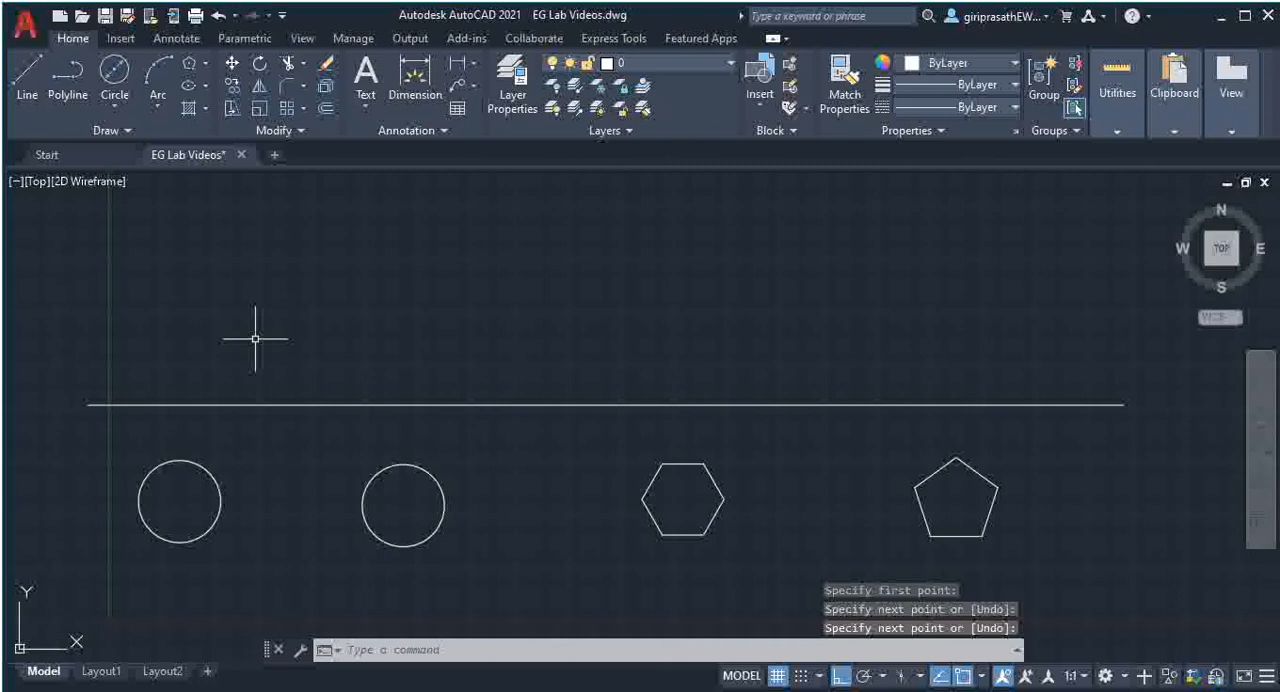 Autodesk AutoCAD 2021 EG Lab Videos.dwg
Type a keyword or phrase
giriprasathEW...
Home Insert Annotate Parametric View Manage Output Add-ins Collaborate Express Tools Featured Apps
0
ByLayer
ByLayer
ByLayer
Line Polyline Circle Arc
Text Dimension
Layer Properties
Insert
Match Properties
Group
Utilities
Clipboard
View
Draw Modify Annotation Layers Block Properties Groups
Start EG Lab Videos*
[−][Top][2D Wireframe]
N
W TOP E
S
Specify first point:
Specify next point or [Undo]:
Specify next point or [Undo]:
Y
X
Type a command
Model Layout1 Layout2 +
MODEL 1:1